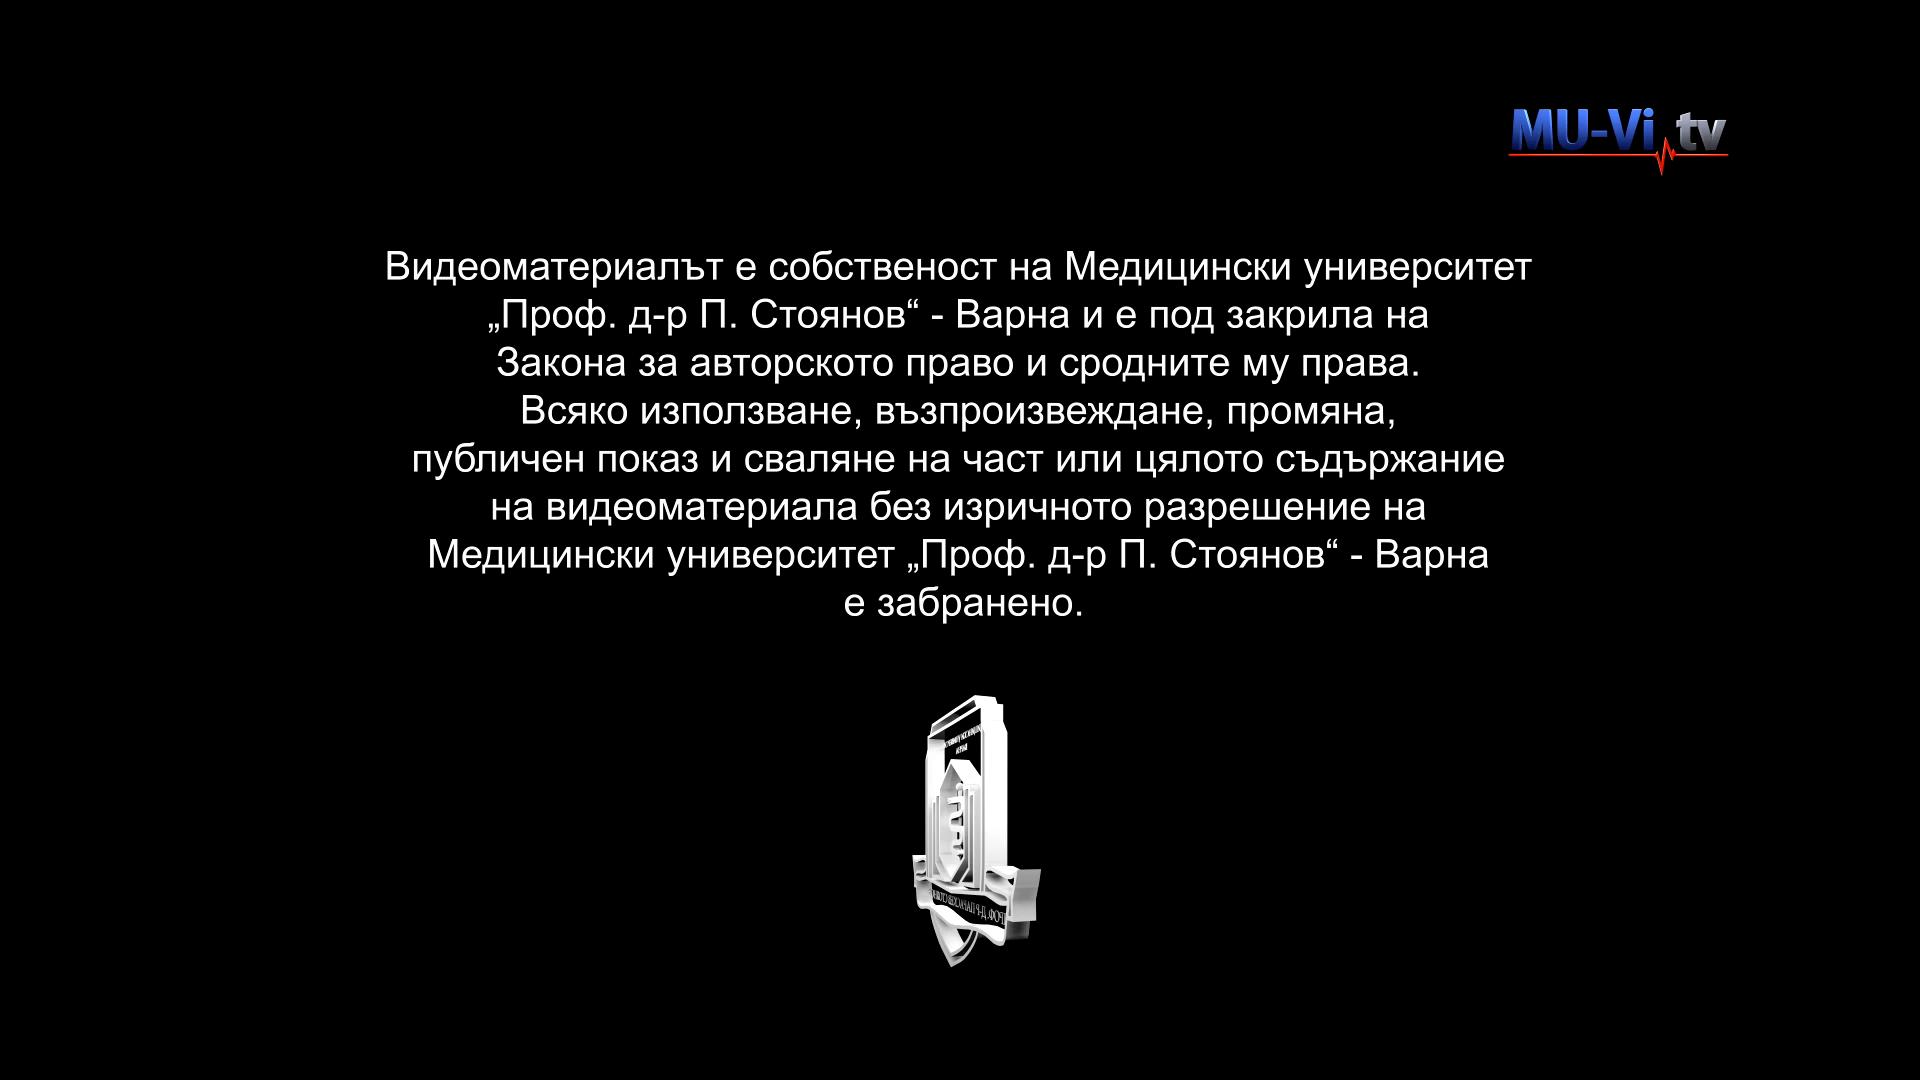 MU-Vi.tv
Видеоматериалът е собственост на Медицински университет
„Проф. д-р П. Стоянов“ - Варна и е под закрила на
Закона за авторското право и сродните му права.
Всяко използване, възпроизвеждане, промяна,
публичен показ и сваляне на част или цялото съдържание
на видеоматериала без изричното разрешение на
Медицински университет „Проф. д-р П. Стоянов“ - Варна
е забранено.